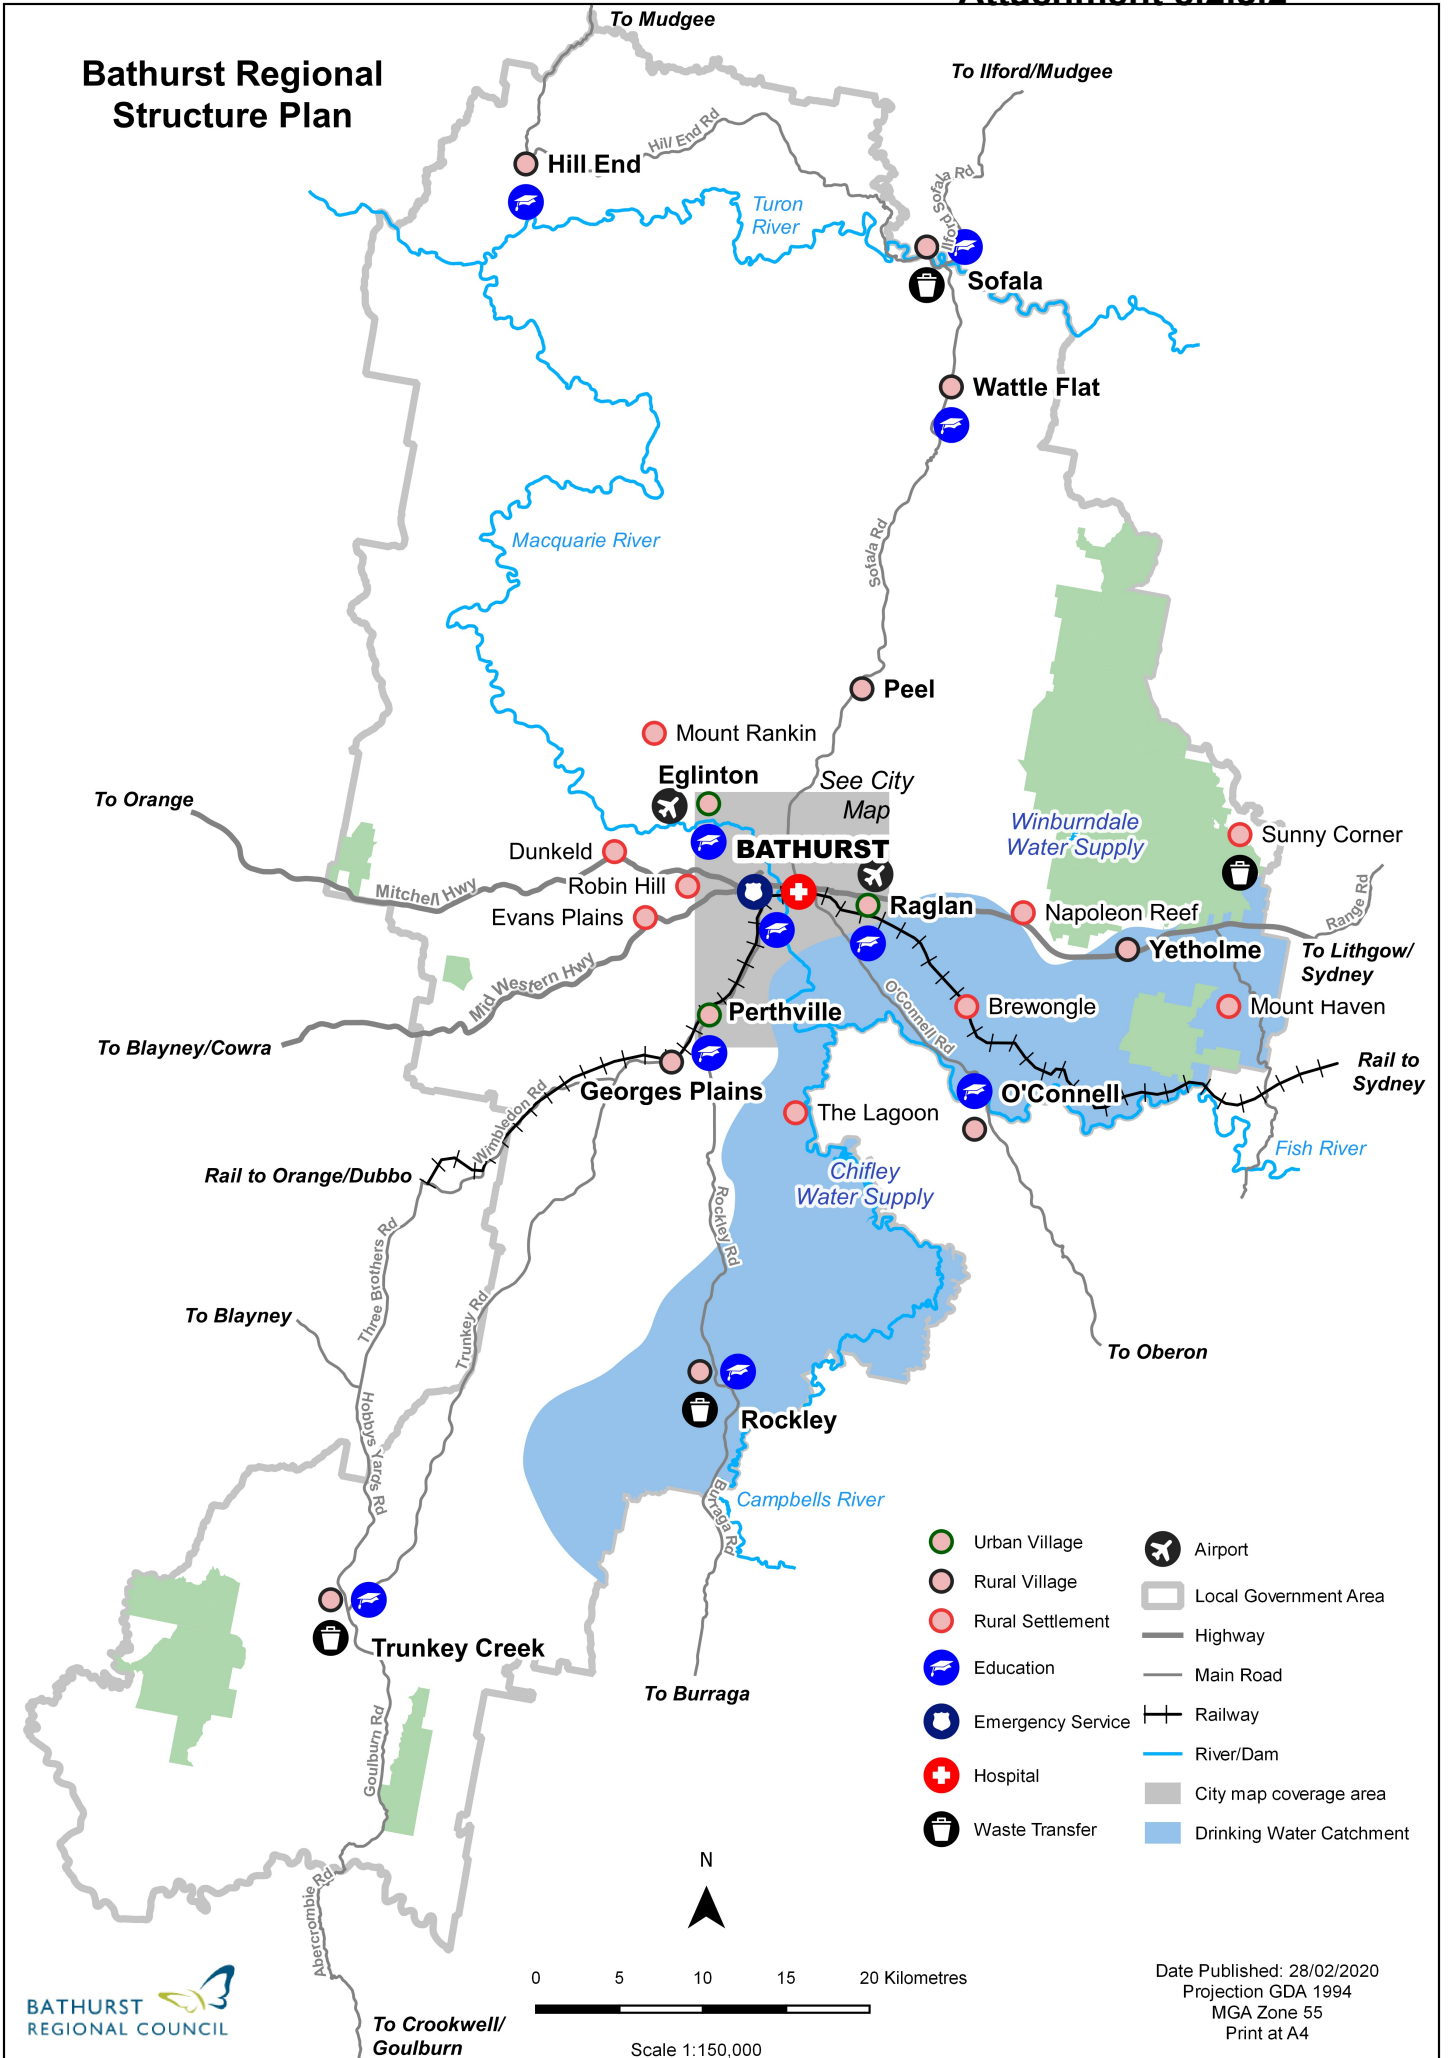 Attachment 8.2.3.2
To Mudgee
Bathurst Regional
Structure Plan
To Ilford/Mudgee
Hill End Rd
Hill End
Ilford Sofala Rd
Turon
River
Sofala
Wattle Flat
Sofala Rd
Macquarie River
Peel
Mount Rankin
Eglinton
See City
Map
To Orange
Winburndale
Water Supply
Sunny Corner
Dunkeld
BATHURST
Mitchell Hwy
Robin Hill
Range Rd
Evans Plains
Raglan
Napoleon Reef
Yetholme
To Lithgow/
Sydney
Mid Western Hwy
O'Connell Rd
Brewongle
Mount Haven
Perthville
To Blayney/Cowra
Rail to
Sydney
Georges Plains
O'Connell
Wimbledon Rd
The Lagoon
Fish River
Rail to Orange/Dubbo
Chifley
Water Supply
Rockley Rd
Three Brothers Rd
To Blayney
Trunkey Rd
To Oberon
Hobbys Yards Rd
Rockley
Campbells River
Burraga Rd
Trunkey Creek
To Burraga
Goulburn Rd
Abercrombie Rd
Urban Village
Rural Village
Rural Settlement
Education
Emergency Service
Hospital
Waste Transfer
Airport
Local Government Area
Highway
Main Road
Railway
River/Dam
City map coverage area
Drinking Water Catchment
N
0 5 10 15 20 Kilometres
Scale 1:150,000
Date Published: 28/02/2020
Projection GDA 1994
MGA Zone 55
Print at A4
BATHURST
REGIONAL COUNCIL
To Crookwell/
Goulburn